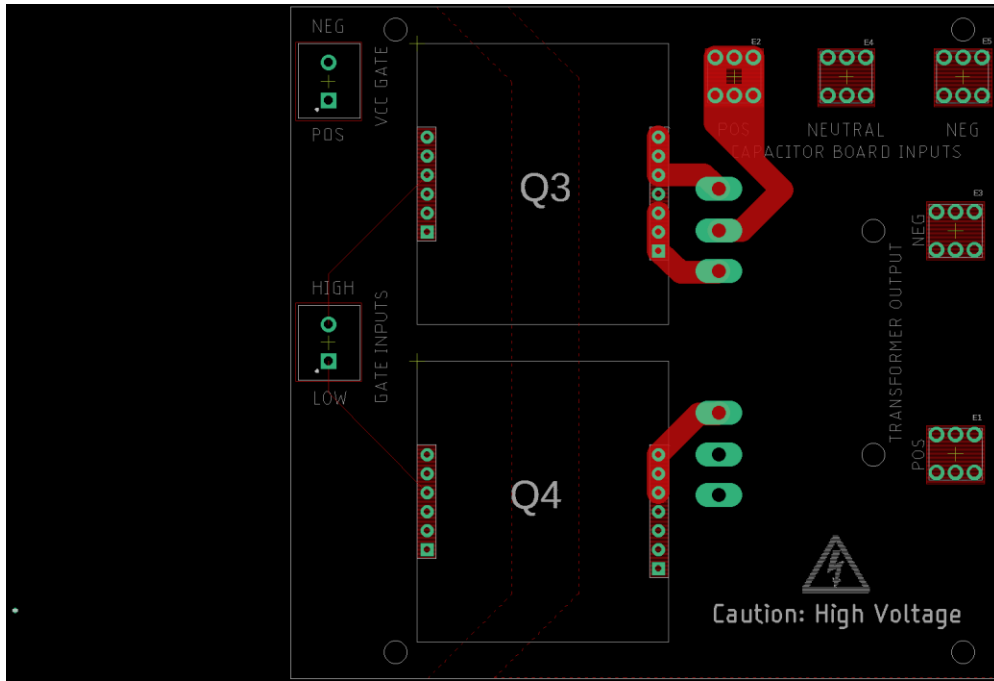 NEG
VCC GATE
POS
E2
E4
E5
POS
NEUTRAL
NEG
CAPACITOR BOARD INPUTS
Q3
E3
NEG
TRANSFORMER OUTPUT
HIGH
GATE INPUTS
LOW
E1
POS
Q4
Caution: High Voltage